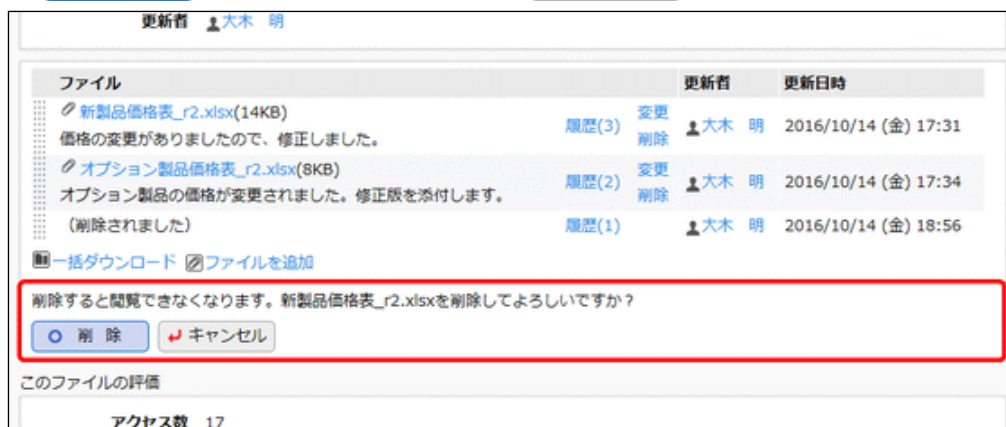 更新者 大木 明
ファイル 更新者 更新日時
新製品価格表_r2.xlsx(14KB)
価格の変更がありましたので、修正しました。
履歴(3) 変更 削除 大木 明 2016/10/14 (金) 17:31
オプション製品価格表_r2.xlsx(8KB)
オプション製品の価格が変更されました。修正版を添付します。
履歴(2) 変更 削除 大木 明 2016/10/14 (金) 17:34
(削除されました) 履歴(1) 大木 明 2016/10/14 (金) 18:56
一括ダウンロード ファイルを追加
削除すると閲覧できなくなります。新製品価格表_r2.xlsxを削除してよろしいですか？
削 除 キャンセル
このファイルの評価
アクセス数 17